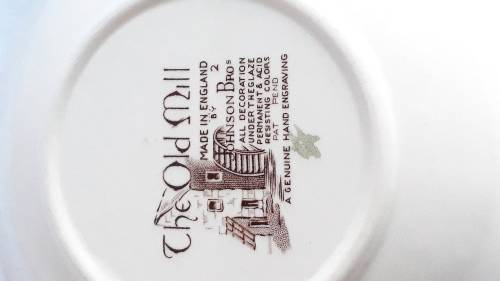 The Old Mill
MADE IN ENGLAND
BY 2
JOHNSON BROS
ALL DECORATION
UNDER THE GLAZE
PERMANENT & ACID
RESISTING COLORS
PAT PEND
A GENUINE HAND ENGRAVING